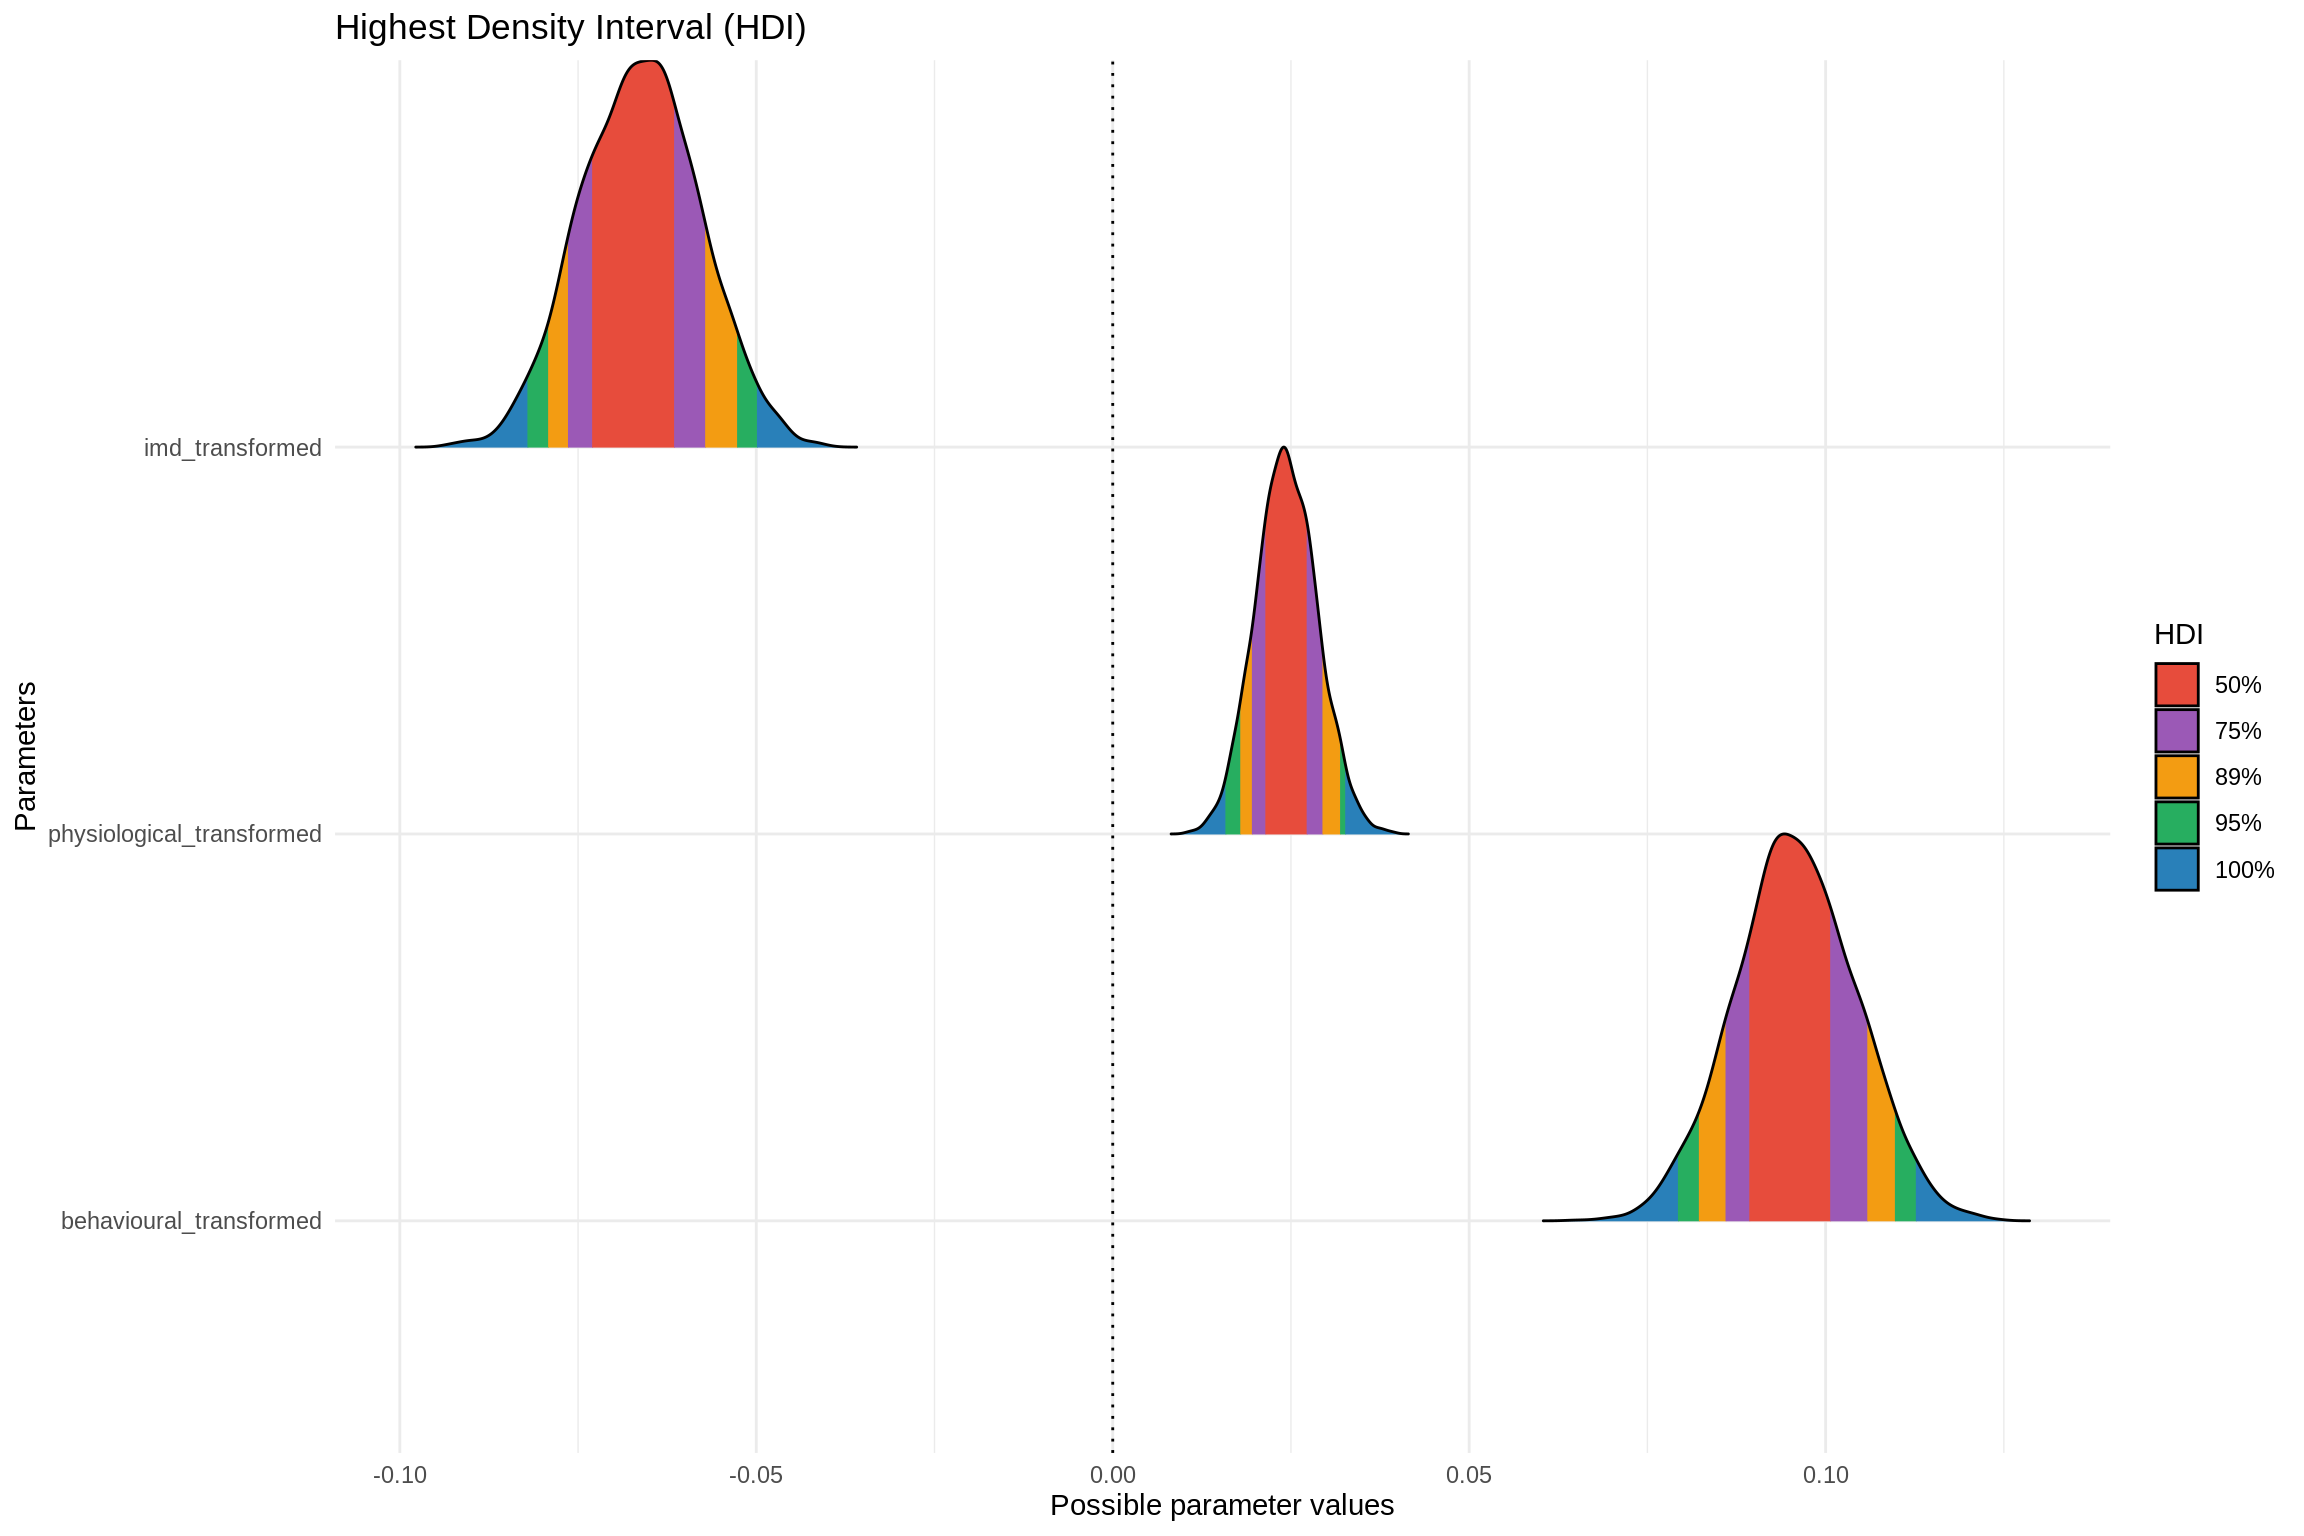 Highest Density Interval (HDI)
Parameters
imd_transformed
physiological_transformed
behavioural_transformed
-0.10
-0.05
0.00
0.05
0.10
Possible parameter values
HDI
50%
75%
89%
95%
100%